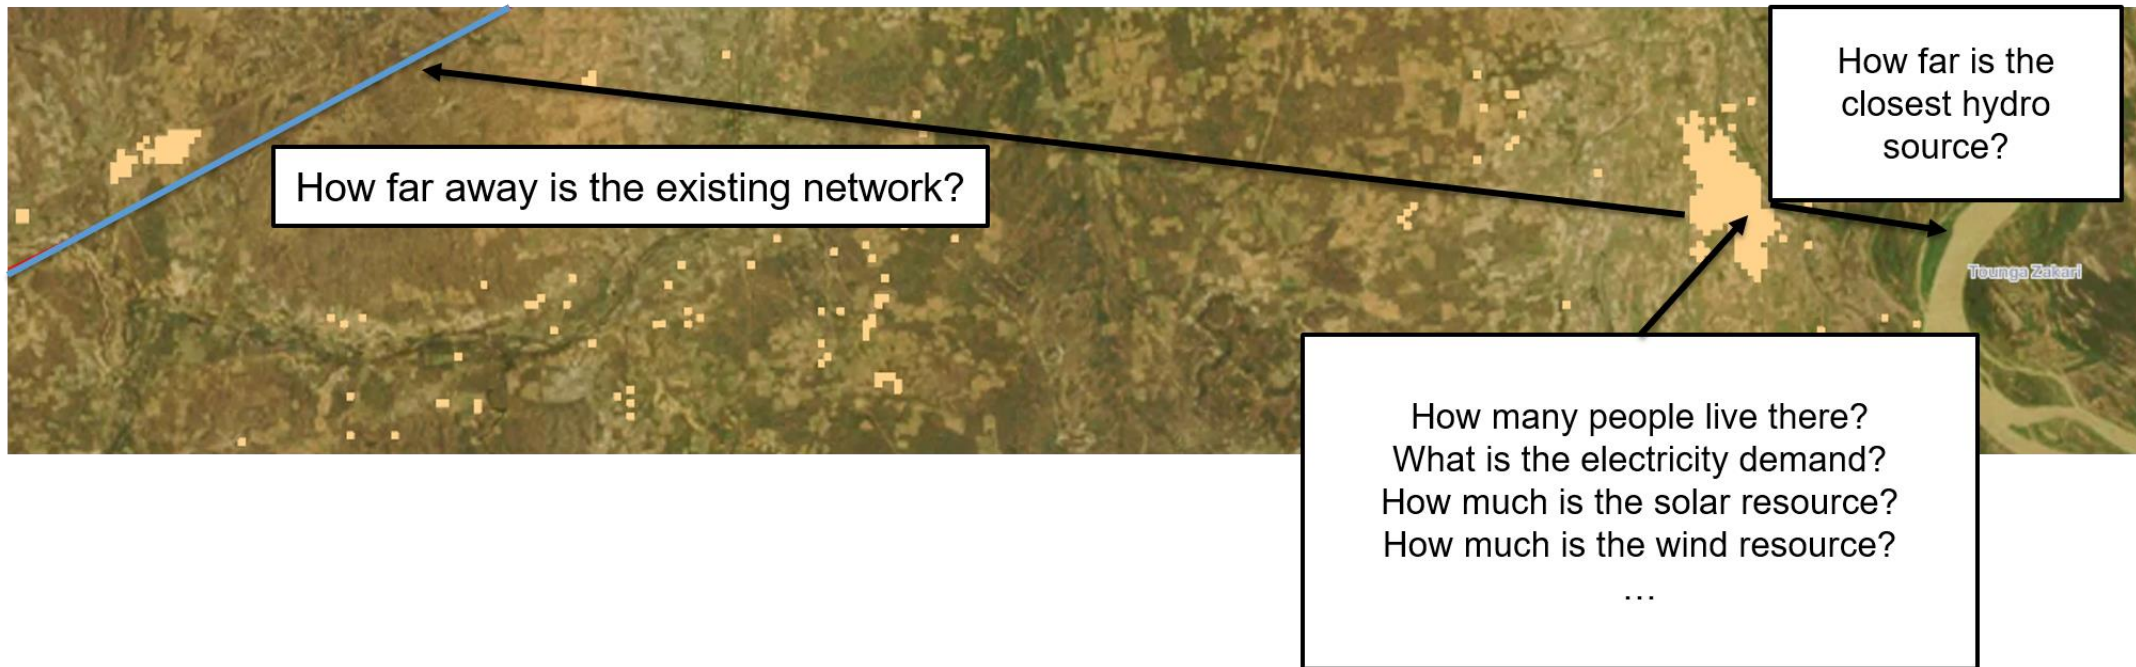 How far is the
closest hydro
source?
How far away is the existing network?
Tounga Zakari
How many people live there?
What is the electricity demand?
How much is the solar resource?
How much is the wind resource?
…